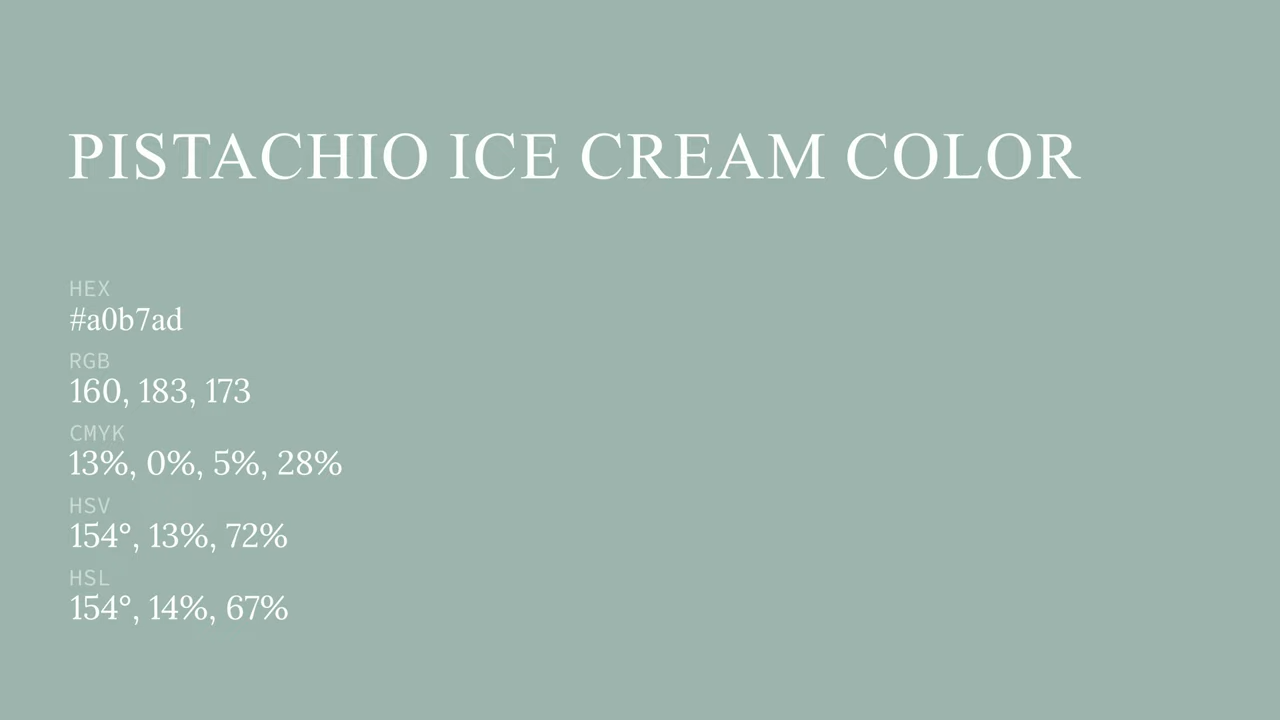 PISTACHIO ICE CREAM COLOR
HEX
#a0b7ad
RGB
160, 183, 173
CMYK
13%, 0%, 5%, 28%
HSV
154°, 13%, 72%
HSL
154°, 14%, 67%